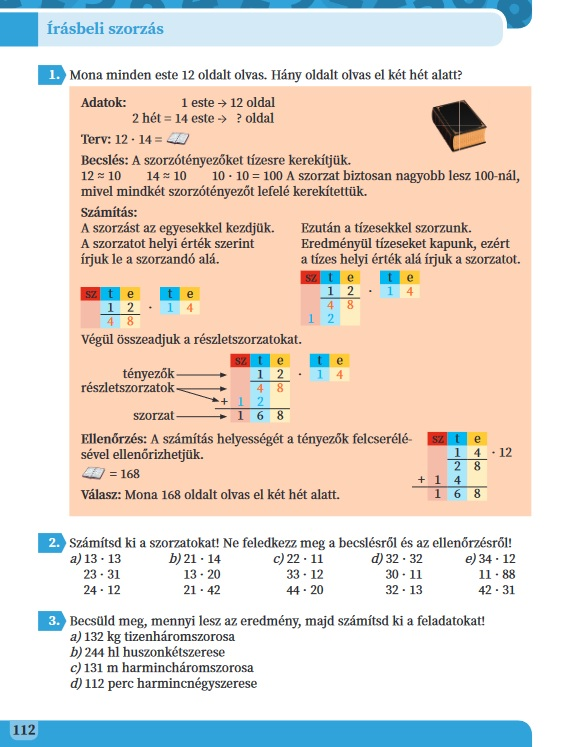 Írásbeli szorzás
1. Mona minden este 12 oldalt olvas. Hány oldalt olvas el két hét alatt?
Adatok: 1 este → 12 oldal
2 hét = 14 este → ? oldal
Terv: 12 · 14 =
Becslés: A szorzótényezőket tízesre kerekítjük.
12 ≈ 10 14 ≈ 10 10 · 10 = 100 A szorzat biztosan nagyobb lesz 100-nál,
mivel mindkét szorzótényezőt lefelé kerekítettük.
Számítás:
A szorzást az egyesekkel kezdjük.
A szorzatot helyi érték szerint
írjuk le a szorzandó alá.
sz t e t e
1 2 · 1 4
4 8
Ezután a tízesekkel szorzunk.
Eredményül tízeseket kapunk, ezért
a tízes helyi érték alá írjuk a szorzatot.
sz t e t e
1 2 · 1 4
4 8
1 2
Végül összeadjuk a részletszorzatokat.
sz t e t e
tényezők 1 2 · 1 4
részletszorzatok 4 8
+ 1 2
szorzat 1 6 8
Ellenőrzés: A számítás helyességét a tényezők felcserélé-
sével ellenőrizhetjük.
= 168
Válasz: Mona 168 oldalt olvas el két hét alatt.
sz t e
1 4 · 12
2 8
+ 1 4
1 6 8
2. Számítsd ki a szorzatokat! Ne feledkezz meg a becslésről és az ellenőrzésről!
a) 13 · 13 b) 21 · 14 c) 22 · 11 d) 32 · 32 e) 34 · 12
23 · 31 13 · 20 33 · 12 30 · 11 11 · 88
24 · 12 21 · 42 44 · 20 32 · 13 42 · 31
3. Becsüld meg, mennyi lesz az eredmény, majd számítsd ki a feladatokat!
a) 132 kg tizenháromszorosa
b) 244 hl huszonkétszerese
c) 131 m harmincháromszorosa
d) 112 perc harmincnégyszerese
112